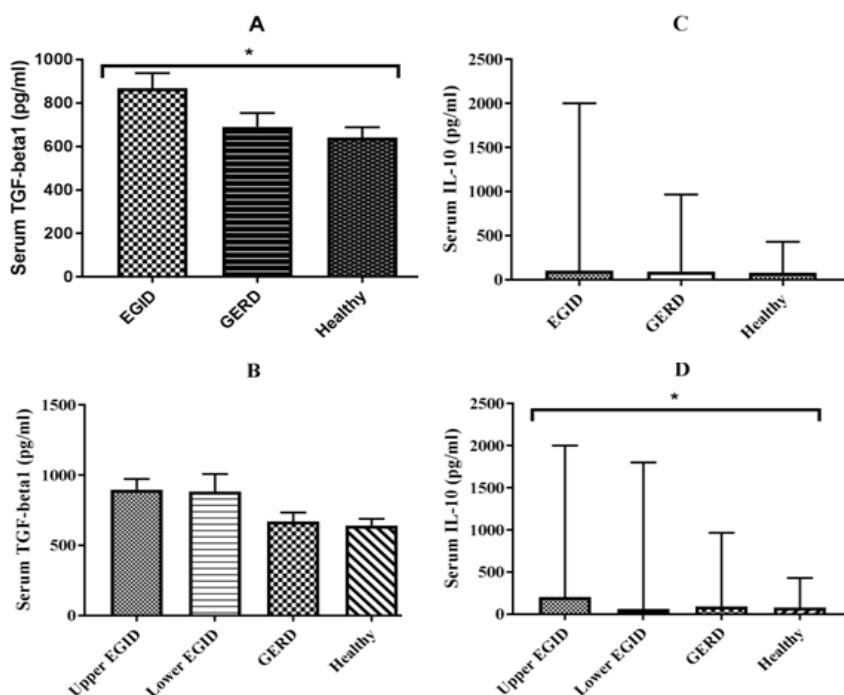 A
*
Serum TGF-beta1 (pg/ml)
1000
800
600
400
200
0
EGID
GERD
Healthy
C
Serum IL-10 (pg/ml)
2500
2000
1500
1000
500
0
EGID
GERD
Healthy
B
Serum TGF-beta1 (pg/ml)
1500
1000
500
0
Upper EGID
Lower EGID
GERD
Healthy
D
*
Serum IL-10 (pg/ml)
2500
2000
1500
1000
500
0
Upper EGID
Lower EGID
GERD
Healthy